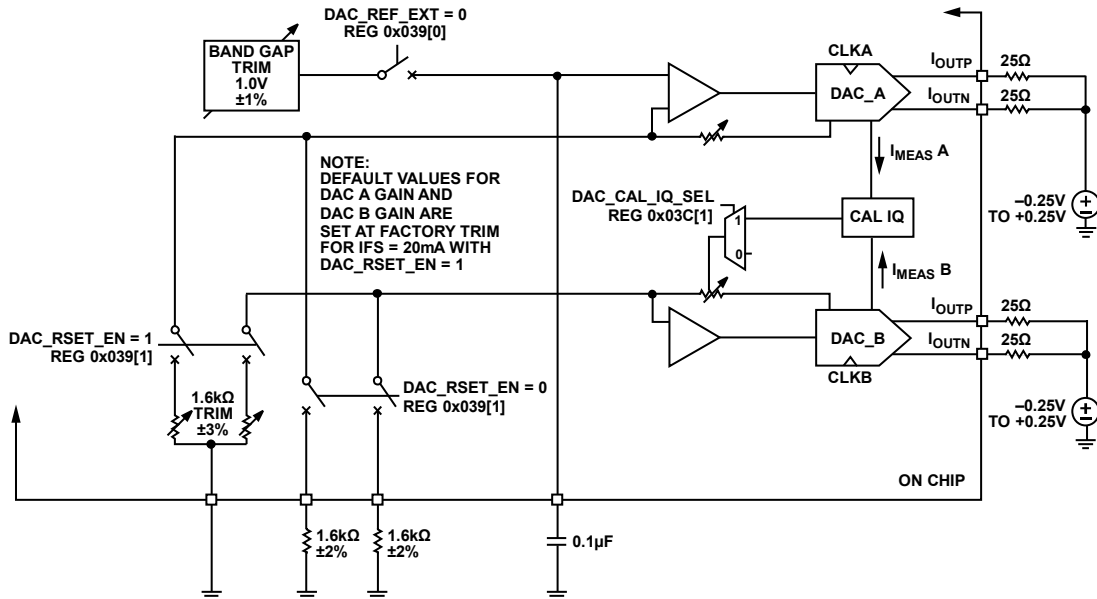 DAC_REF_EXT = 0
REG 0x039[0]
BAND GAP
TRIM
1.0V
±1%
CLKA
DAC_A
IOUTP
25Ω
IOUTN
25Ω
IMEAS A
NOTE:
DEFAULT VALUES FOR
DAC A GAIN AND
DAC B GAIN ARE
SET AT FACTORY TRIM
FOR IFS = 20mA WITH
DAC_RSET_EN = 1
DAC_CAL_IQ_SEL
REG 0x03C[1]
1
0
CAL IQ
–0.25V
TO +0.25V
IMEAS B
IOUTP
25Ω
IOUTN
25Ω
DAC_B
CLKB
DAC_RSET_EN = 1
REG 0x039[1]
DAC_RSET_EN = 0
REG 0x039[1]
1.6kΩ
TRIM
±3%
–0.25V
TO +0.25V
ON CHIP
1.6kΩ
±2%
1.6kΩ
±2%
0.1µF